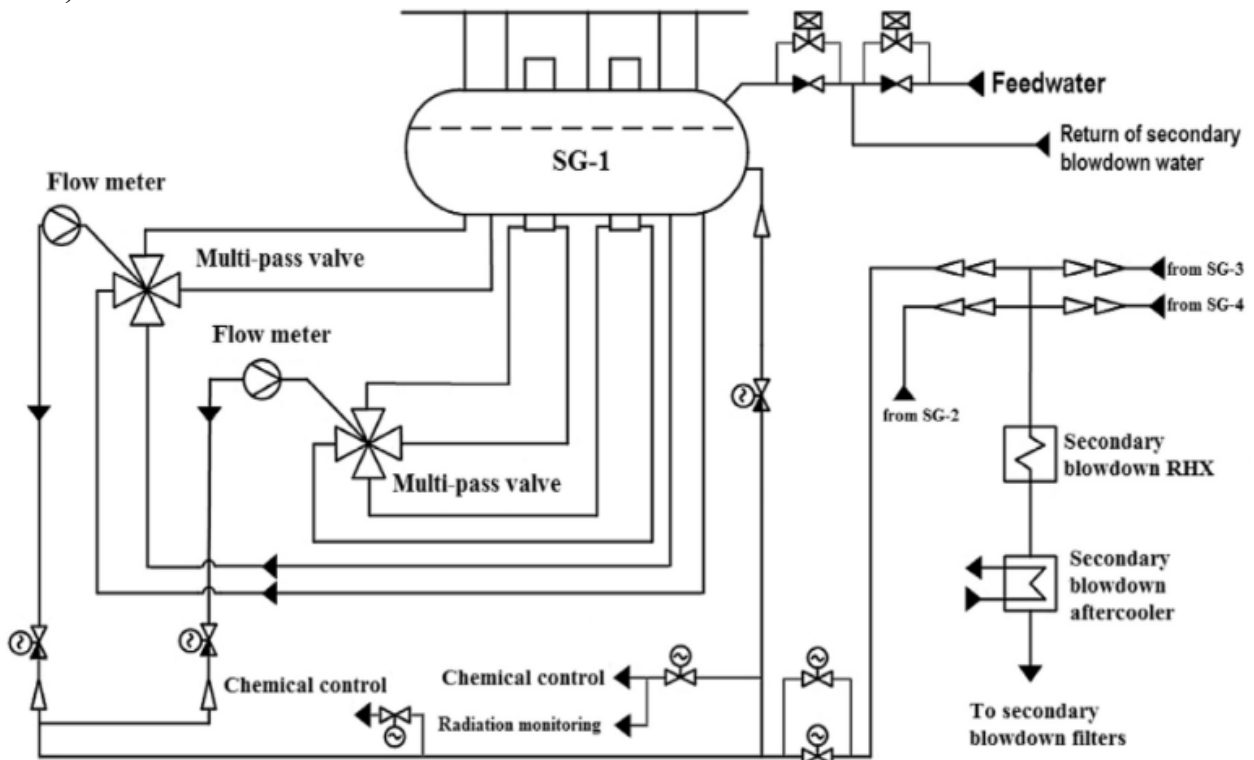 Feedwater
Return of secondary
blowdown water
SG-1
Flow meter
Multi-pass valve
from SG-3
from SG-4
Flow meter
from SG-2
Secondary
blowdown RHX
Multi-pass valve
Secondary
blowdown
aftercooler
Chemical control
Chemical control
Radiation monitoring
To secondary
blowdown filters